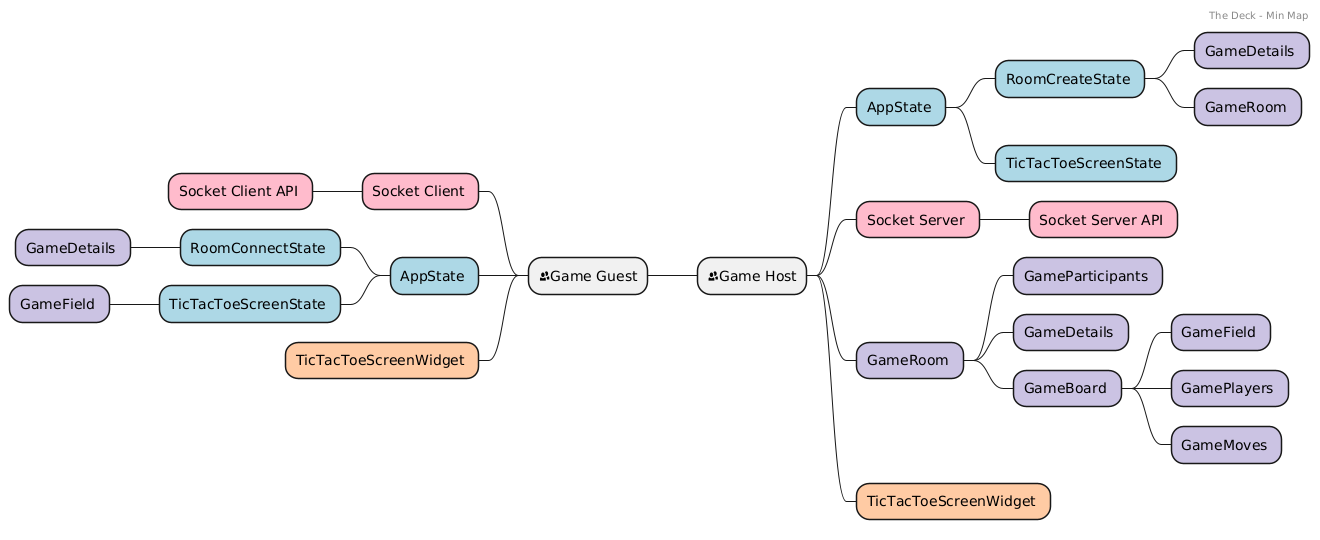 The Deck - Min Map
GameDetails
RoomCreateState
AppState
GameRoom
TicTacToeScreenState
Socket Client API
Socket Client
Socket Server
Socket Server API
GameDetails
RoomConnectState
AppState
Game Guest
Game Host
GameParticipants
GameField
TicTacToeScreenState
GameDetails
GameField
TicTacToeScreenWidget
GameRoom
GameBoard
GamePlayers
GameMoves
TicTacToeScreenWidget